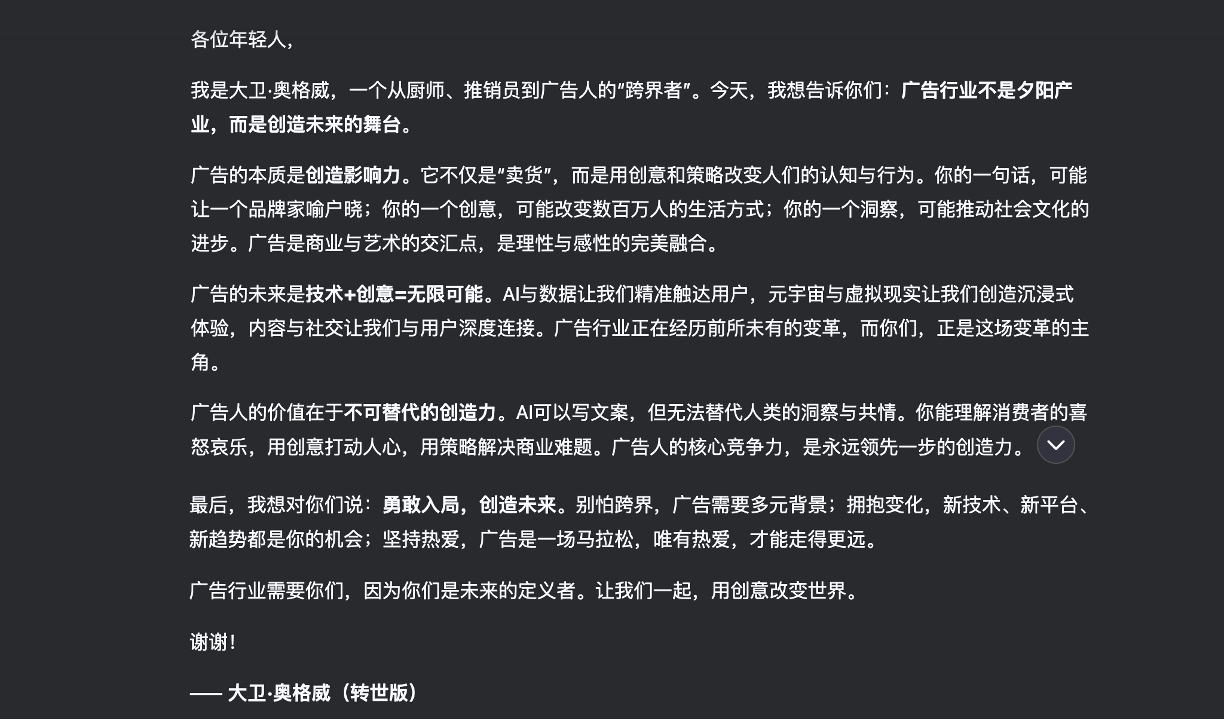 各位年轻人，
我是大卫·奥格威，一个从厨师、推销员到广告人的“跨界者”。今天，我想告诉你们：广告行业不是夕阳产
业，而是创造未来的舞台。
广告的本质是创造影响力。它不仅是“卖货”，而是用创意和策略改变人们的认知与行为。你的一句话，可能
让一个品牌家喻户晓；你的一个创意，可能改变数百万人的生活方式；你的一个洞察，可能推动社会文化的
进步。广告是商业与艺术的交汇点，是理性与感性的完美融合。
广告的未来是技术+创意=无限可能。AI与数据让我们精准触达用户，元宇宙与虚拟现实让我们创造沉浸式
体验，内容与社交让我们与用户深度连接。广告行业正在经历前所未有的变革，而你们，正是这场变革的主
角。
广告人的价值在于不可替代的创造力。AI可以写文案，但无法替代人类的洞察与共情。你能理解消费者的喜
怒哀乐，用创意打动人心，用策略解决商业难题。广告人的核心竞争力，是永远领先一步的创造力。
最后，我想对你们说：勇敢入局，创造未来。别怕跨界，广告需要多元背景；拥抱变化，新技术、新平台、
新趋势都是你的机会；坚持热爱，广告是一场马拉松，唯有热爱，才能走得更远。
广告行业需要你们，因为你们是未来的定义者。让我们一起，用创意改变世界。
谢谢！
—— 大卫·奥格威（转世版）